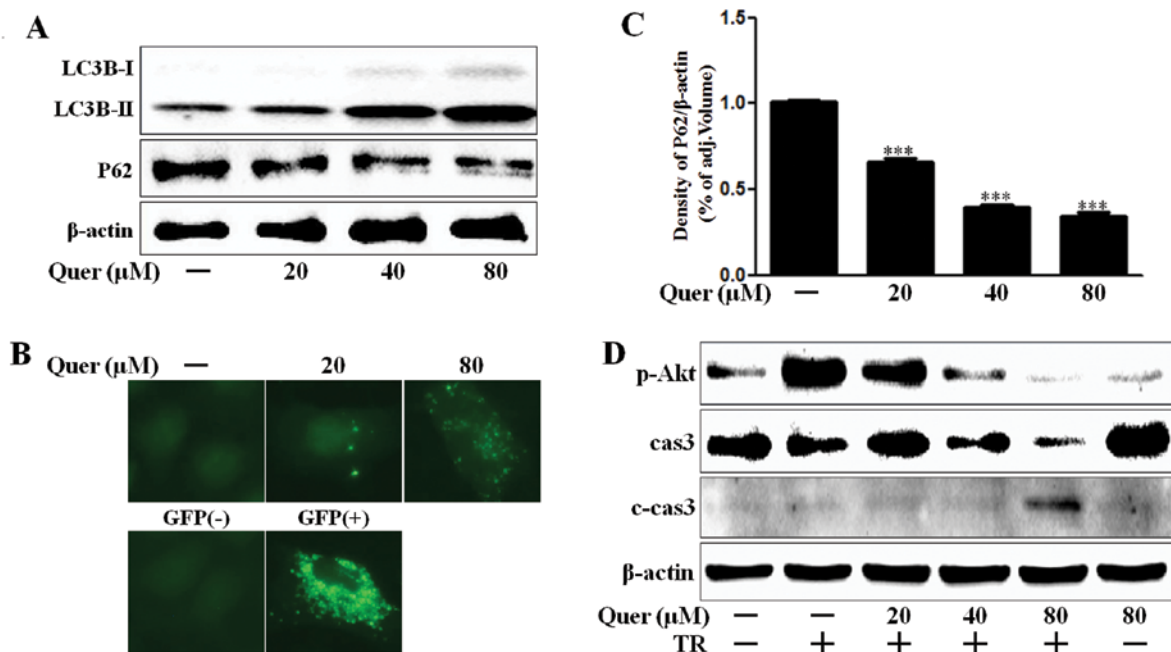 A
LC3B-I
LC3B-II
P62
β-actin
Quer (μM) — 20 40 80
B
Quer (μM) — 20 80
GFP(-) GFP(+)
C
Density of P62/β-actin
(% of adj.Volume)
1.5
1.0
0.5
0.0
*** *** ***
Quer (μM) — 20 40 80
D
p-Akt
cas3
c-cas3
β-actin
Quer (μM) — — 20 40 80 80
TR — + + + + —